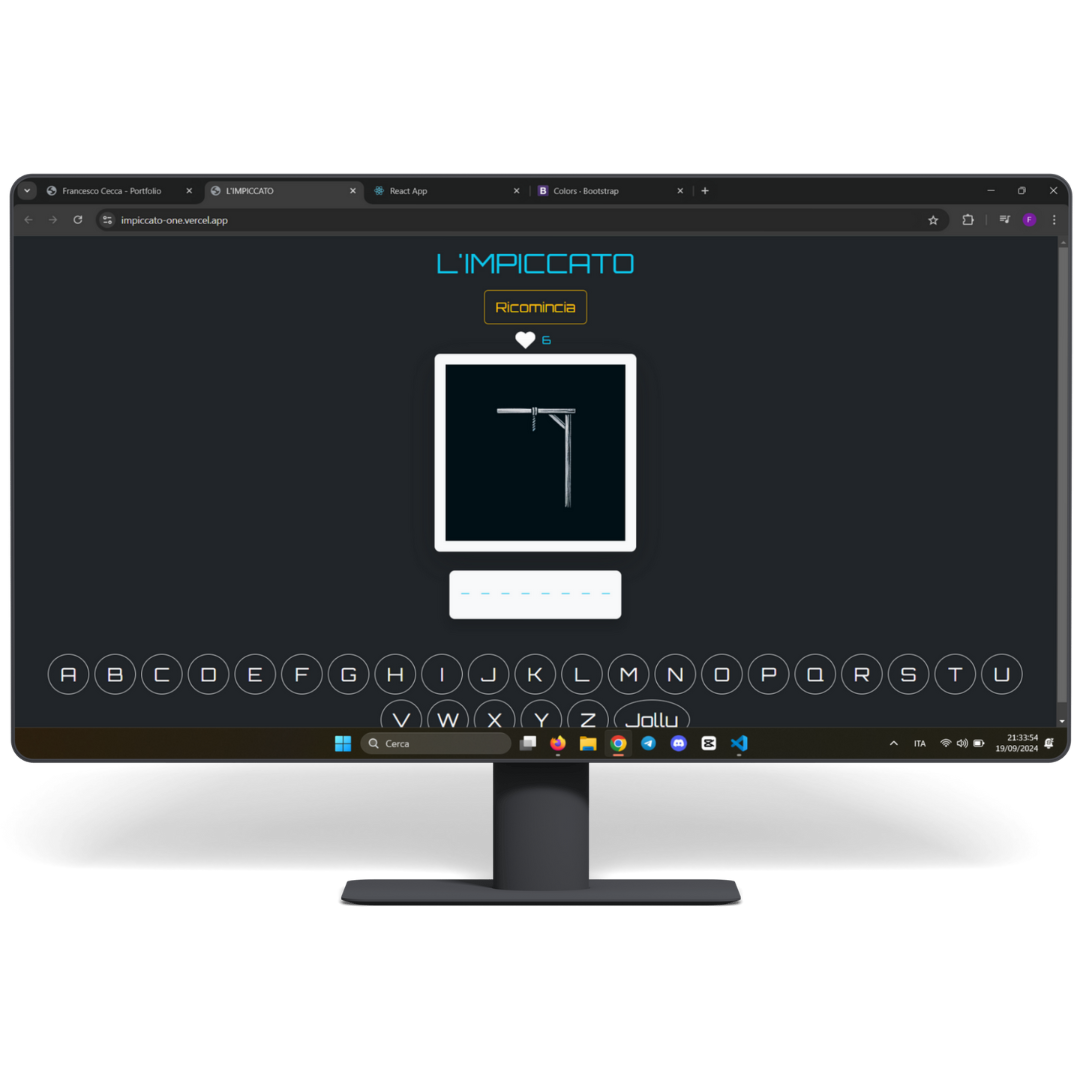 Francesco Cecca - Portfolio L'IMPICCATO React App B Colors · Bootstrap
impiccato-one.vercel.app F
L'IMPICCATO
Ricomincia
6
_ _ _ _ _ _ _ _
A B C D E F G H I J K L M N O P Q R S T U
V W X Y Z Jolly
Cerca ITA 21:33:54
19/09/2024